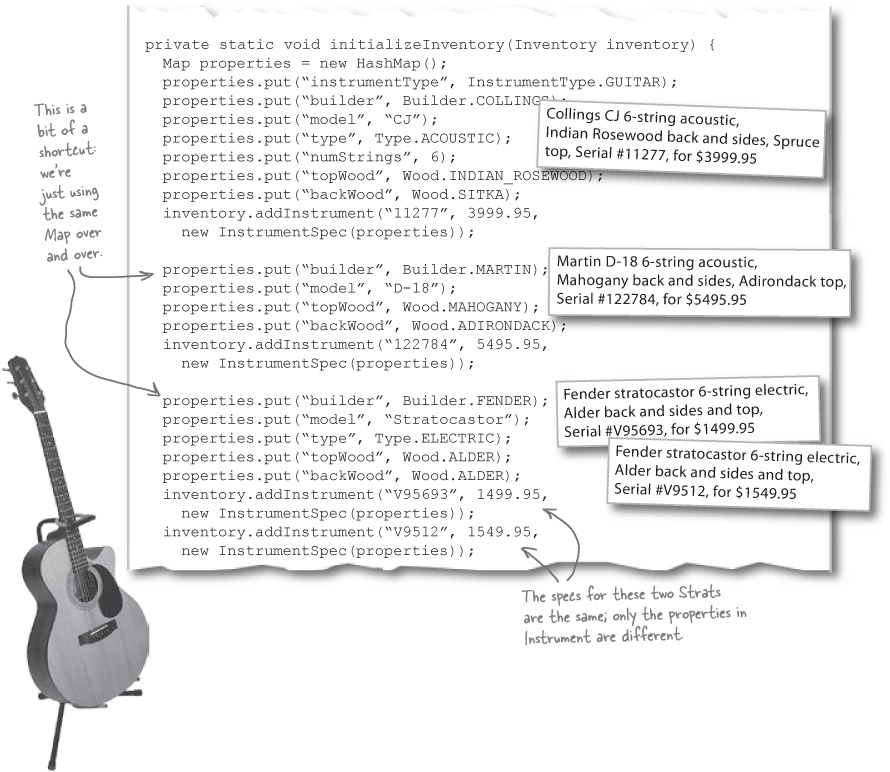 private static void initializeInventory(Inventory inventory) {
Map properties = new HashMap();
properties.put(“instrumentType”, InstrumentType.GUITAR);
properties.put(“builder”, Builder.COLLINGS);
properties.put(“model”, “CJ”);
properties.put(“type”, Type.ACOUSTIC);
properties.put(“numStrings”, 6);
properties.put(“topWood”, Wood.INDIAN_ROSEWOOD);
properties.put(“backWood”, Wood.SITKA);
inventory.addInstrument(“11277”, 3999.95,
new InstrumentSpec(properties));
Collings CJ 6-string acoustic,
Indian Rosewood back and sides, Spruce
top, Serial #11277, for $3999.95
This is a
bit of a
shortcut:
we're
just using
the same
Map over
and over.
properties.put(“builder”, Builder.MARTIN);
properties.put(“model”, “D-18”);
properties.put(“topWood”, Wood.MAHOGANY);
properties.put(“backWood”, Wood.ADIRONDACK);
inventory.addInstrument(“122784”, 5495.95,
new InstrumentSpec(properties));
Martin D-18 6-string acoustic,
Mahogany back and sides, Adirondack top,
Serial #122784, for $5495.95
properties.put(“builder”, Builder.FENDER);
properties.put(“model”, “Stratocastor”);
properties.put(“type”, Type.ELECTRIC);
properties.put(“topWood”, Wood.ALDER);
properties.put(“backWood”, Wood.ALDER);
inventory.addInstrument(“V95693”, 1499.95,
new InstrumentSpec(properties));
inventory.addInstrument(“V9512”, 1549.95,
new InstrumentSpec(properties));
Fender stratocastor 6-string electric,
Alder back and sides and top,
Serial #V95693, for $1499.95
Fender stratocastor 6-string electric,
Alder back and sides and top,
Serial #V9512, for $1549.95
The specs for these two Strats
are the same; only the properties in
Instrument are different.